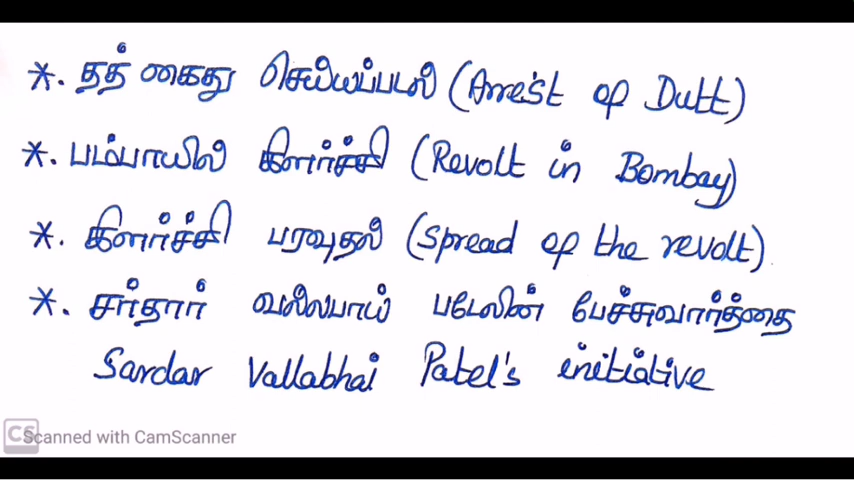 *. தத் கைது செய்யப்படல் (Arrest of Dutt)
*. பம்பாயில் கிளர்ச்சி (Revolt in Bombay)
*. கிளர்ச்சி பரவுதல் (Spread of the revolt)
*. சர்தார் வல்லபாய் படேலின் பேச்சுவார்த்தை
Sardar Vallabhai Patel's initiative
CS Scanned with CamScanner